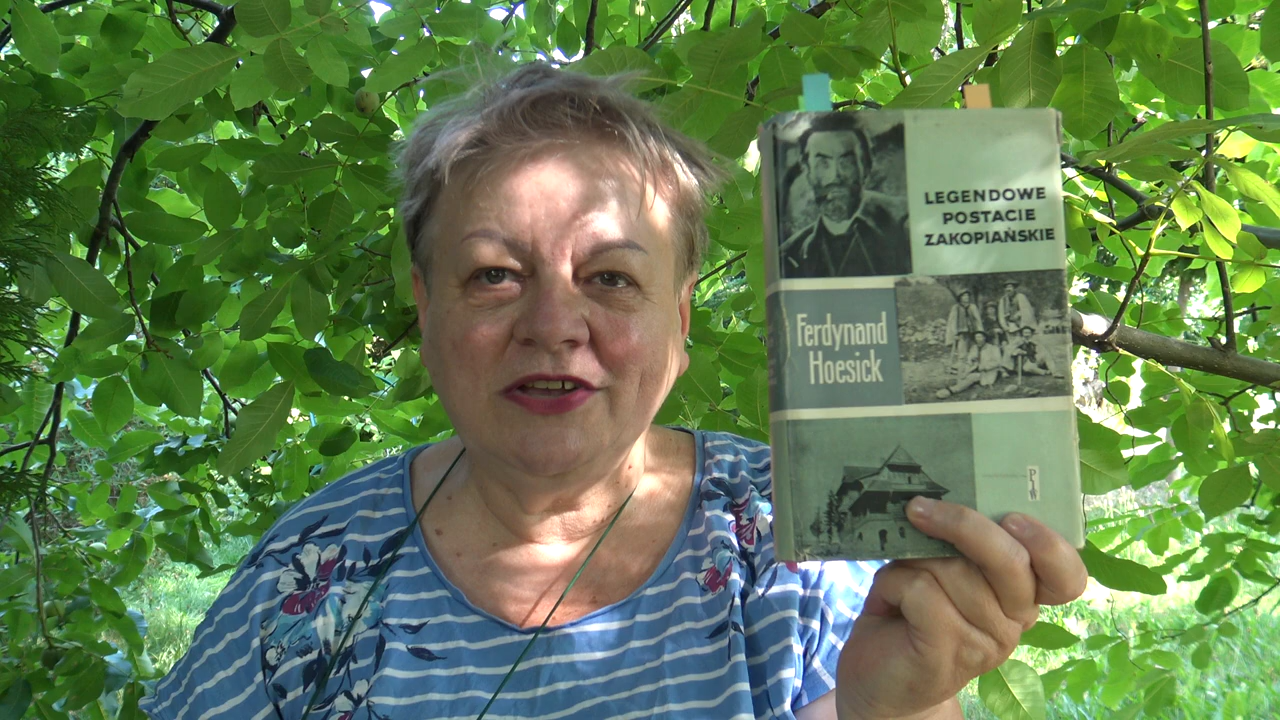 LEGENDOWE
POSTACIE
ZAKOPIAŃSKIE
Ferdynand
Hoesick
PIW